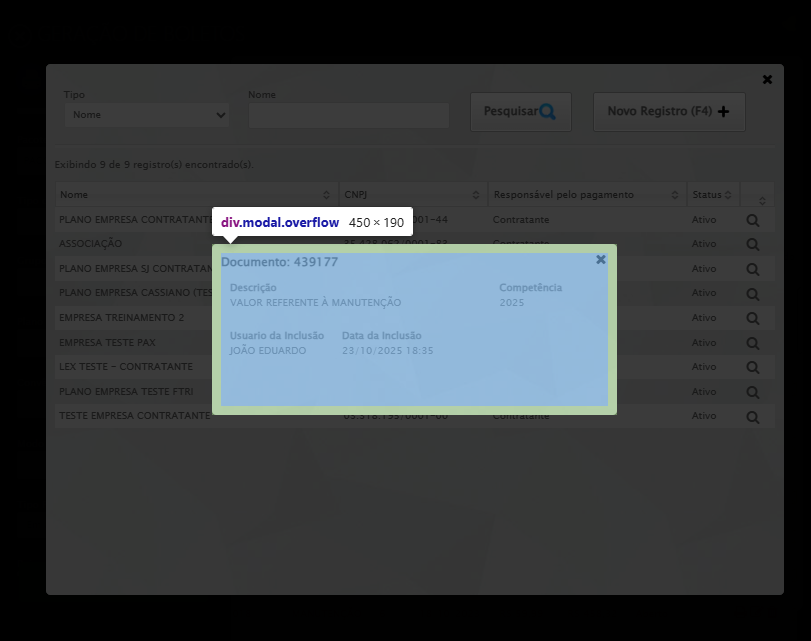 Tipo
Nome
Nome
Pesquisar
Novo Registro (F4)
Exibindo 9 de 9 registro(s) encontrado(s).
Nome CNPJ Responsável pelo pagamento Status
PLANO EMPRESA CONTRATANTE 001-44 Contratante Ativo
div.modal.overflow 450 × 190
ASSOCIAÇÃO Contratante Ativo
PLANO EMPRESA SJ CONTRATAN Ativo
PLANO EMPRESA CASSIANO (TES Ativo
EMPRESA TREINAMENTO 2 Ativo
EMPRESA TESTE PAX Ativo
LEX TESTE - CONTRATANTE Ativo
PLANO EMPRESA TESTE FTRI Ativo
TESTE EMPRESA CONTRATANTE Contratante Ativo
Documento: 439177
Descrição Competência
VALOR REFERENTE À MANUTENÇÃO 2025
Usuario da Inclusão Data da Inclusão
JOÃO EDUARDO 23/10/2025 18:35